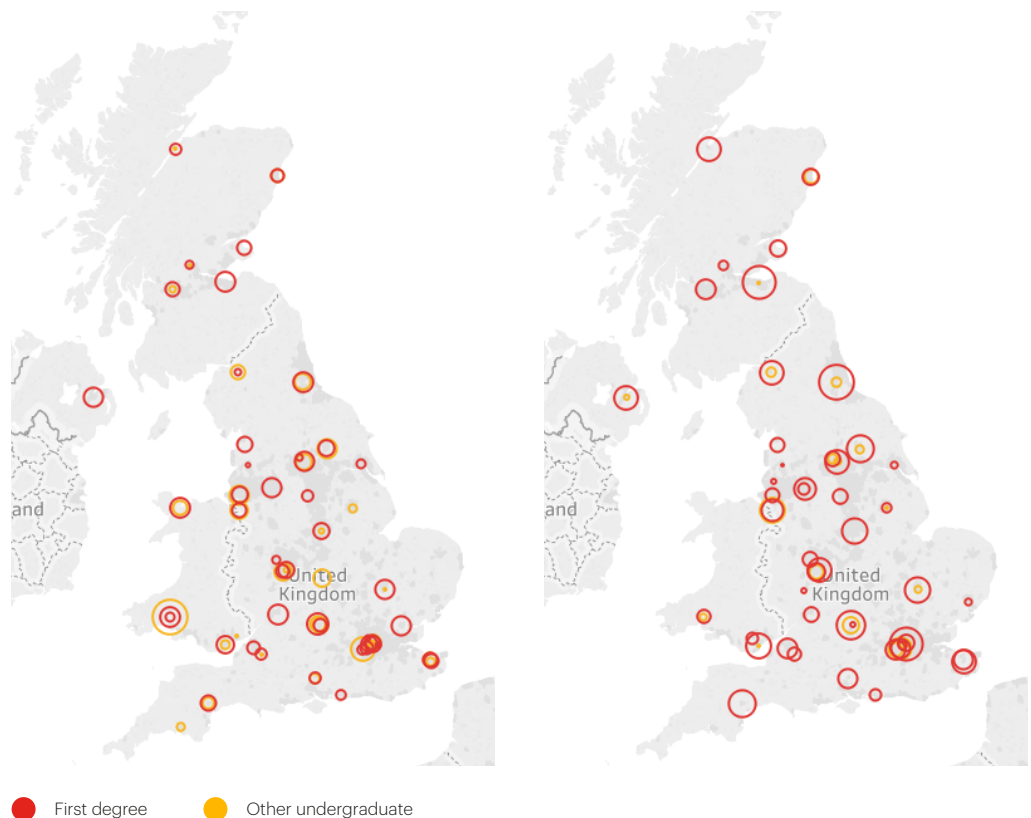 and
and
United
Kingdom
United
Kingdom
First degree
Other undergraduate